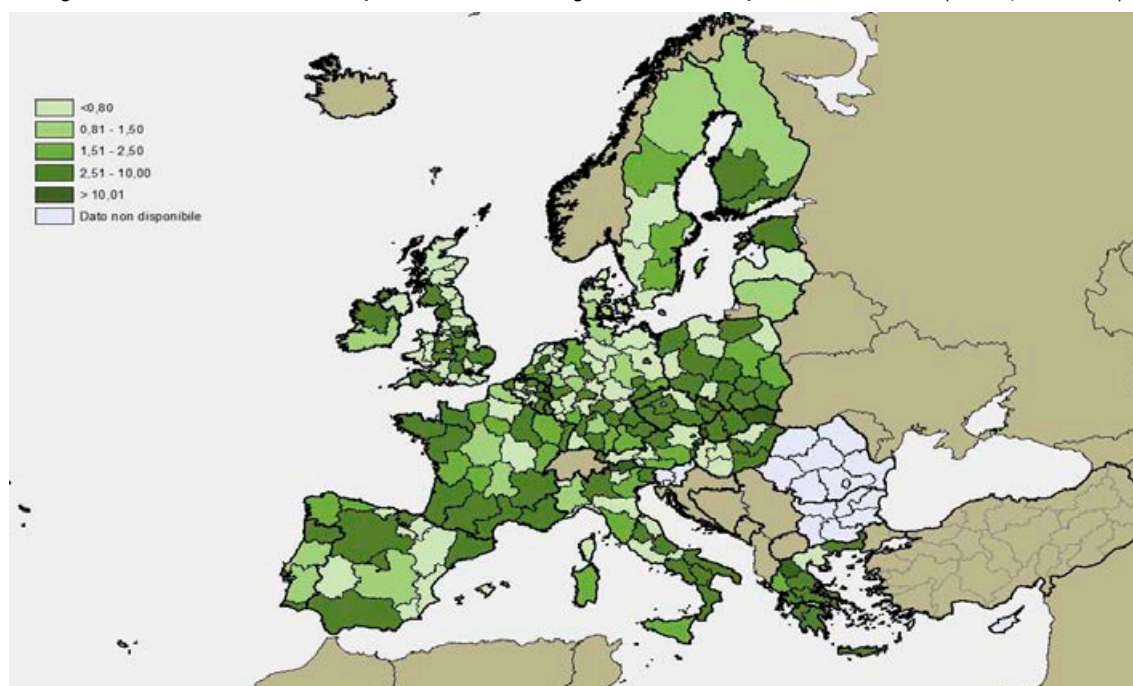 <0,80
0,81 - 1,50
1,51 - 2,50
2,51 - 10,00
> 10,01
Dato non disponibile